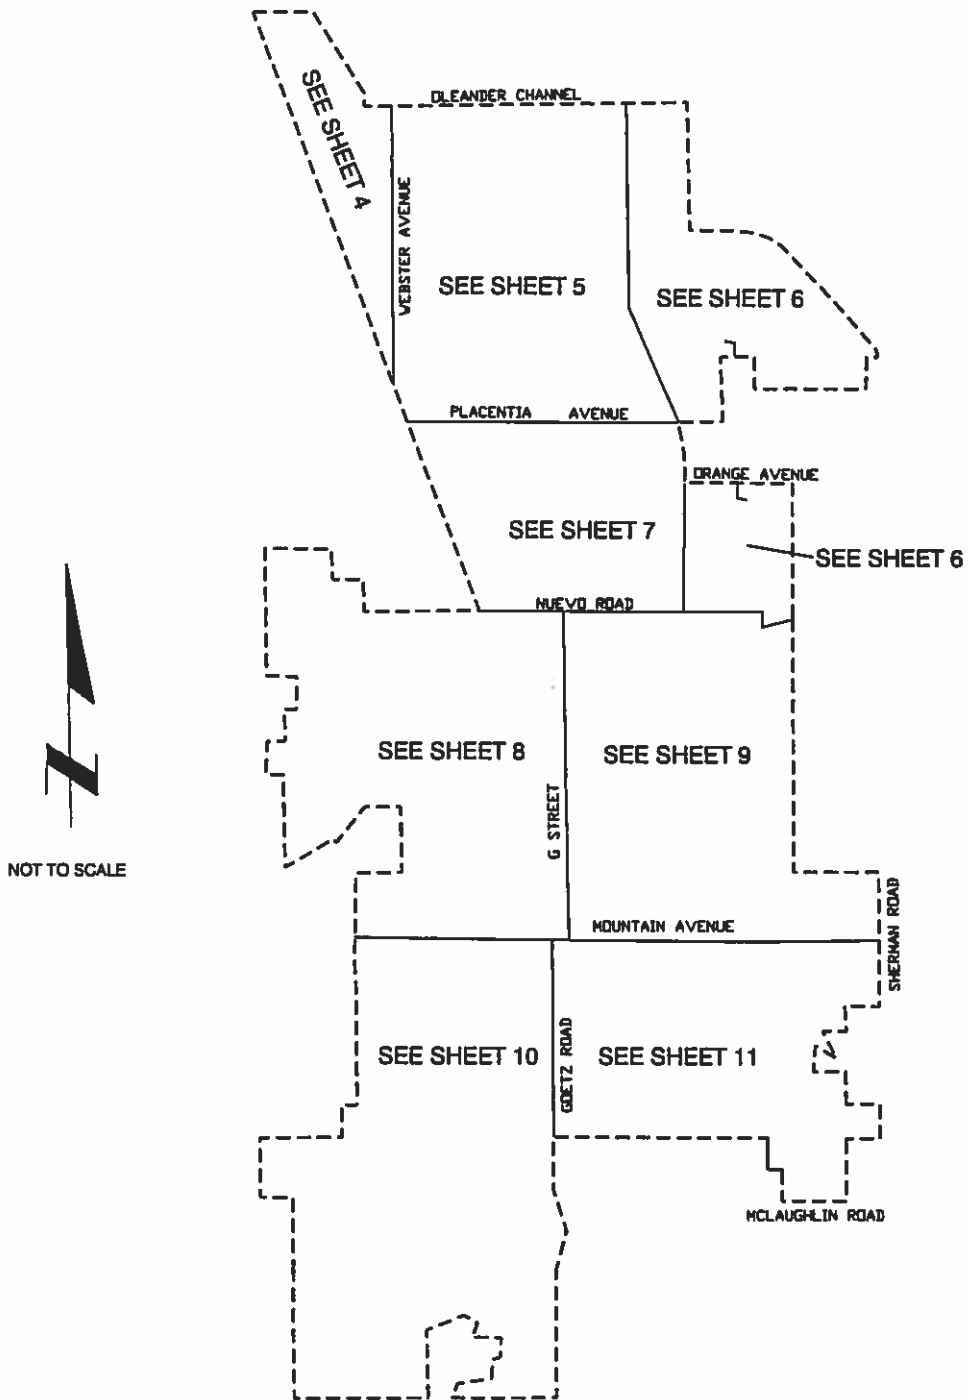 SEE SHEET 4
OLEANDER CHANNEL
WEBSTER AVENUE
SEE SHEET 5
SEE SHEET 6
PLACENTIA AVENUE
ORANGE AVENUE
SEE SHEET 7
SEE SHEET 6
NUEVO ROAD
SEE SHEET 8
SEE SHEET 9
G STREET
N
NOT TO SCALE
MOUNTAIN AVENUE
SHERMAN ROAD
SEE SHEET 10
GOETZ ROAD
SEE SHEET 11
MCLAUGHLIN ROAD